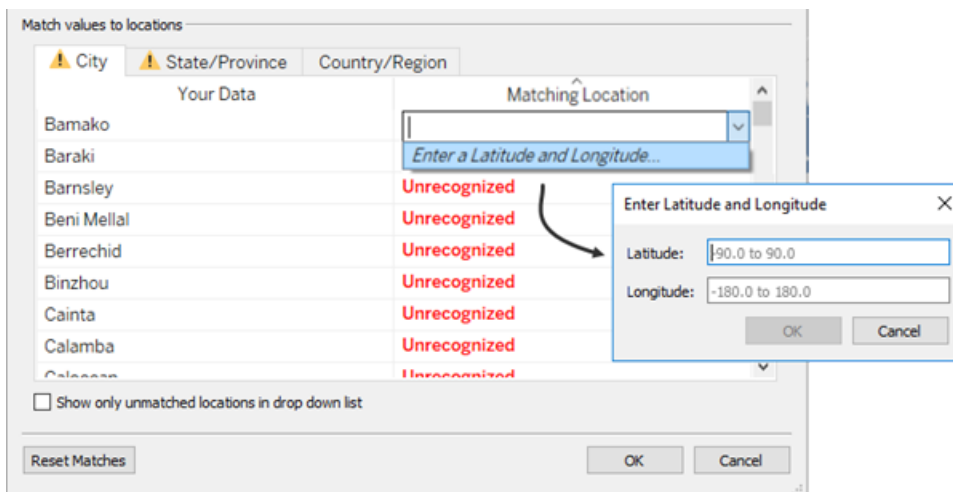 Match values to locations
City State/Province Country/Region
Your Data Matching Location
Bamako
Baraki Enter a Latitude and Longitude...
Barnsley Unrecognized
Beni Mellal Unrecognized
Berrechid Unrecognized
Binzhou Unrecognized
Cainta Unrecognized
Calamba Unrecognized
Caloocan Unrecognized
Show only unmatched locations in drop down list
Reset Matches OK Cancel
Enter Latitude and Longitude
Latitude: -90.0 to 90.0
Longitude: -180.0 to 180.0
OK Cancel